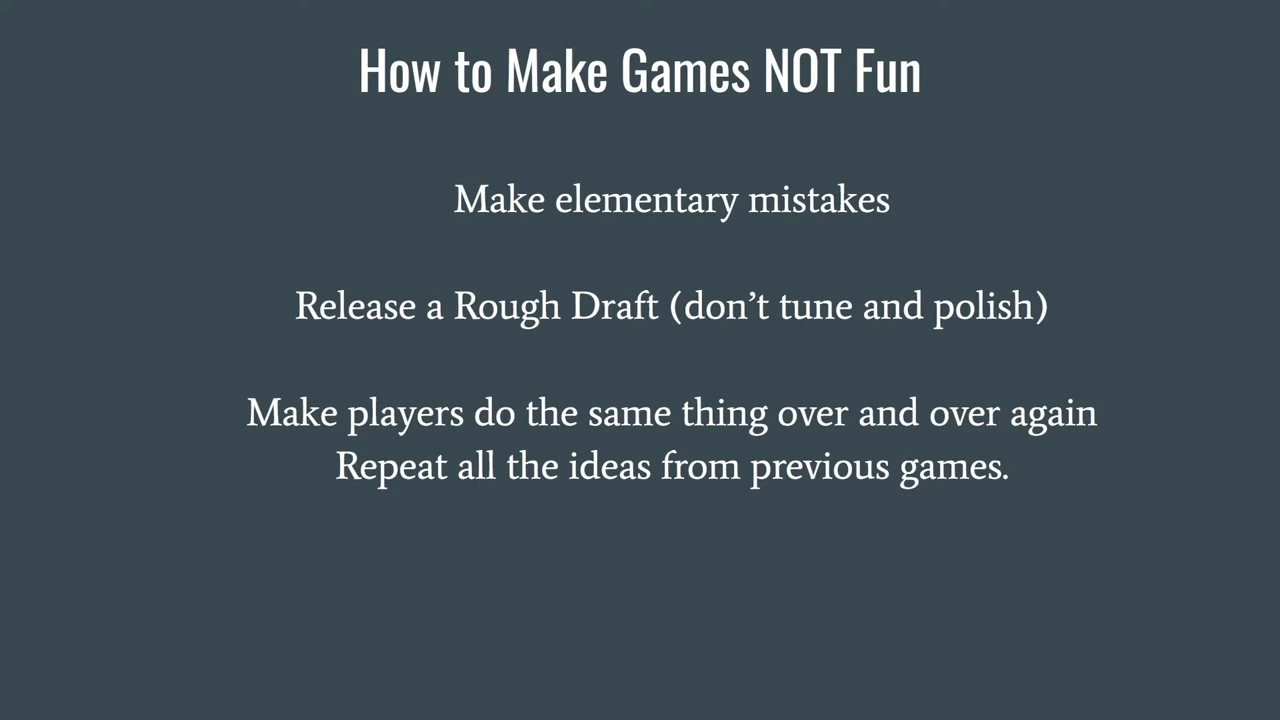 How to Make Games NOT Fun
Make elementary mistakes
Release a Rough Draft (don’t tune and polish)
Make players do the same thing over and over again
Repeat all the ideas from previous games.